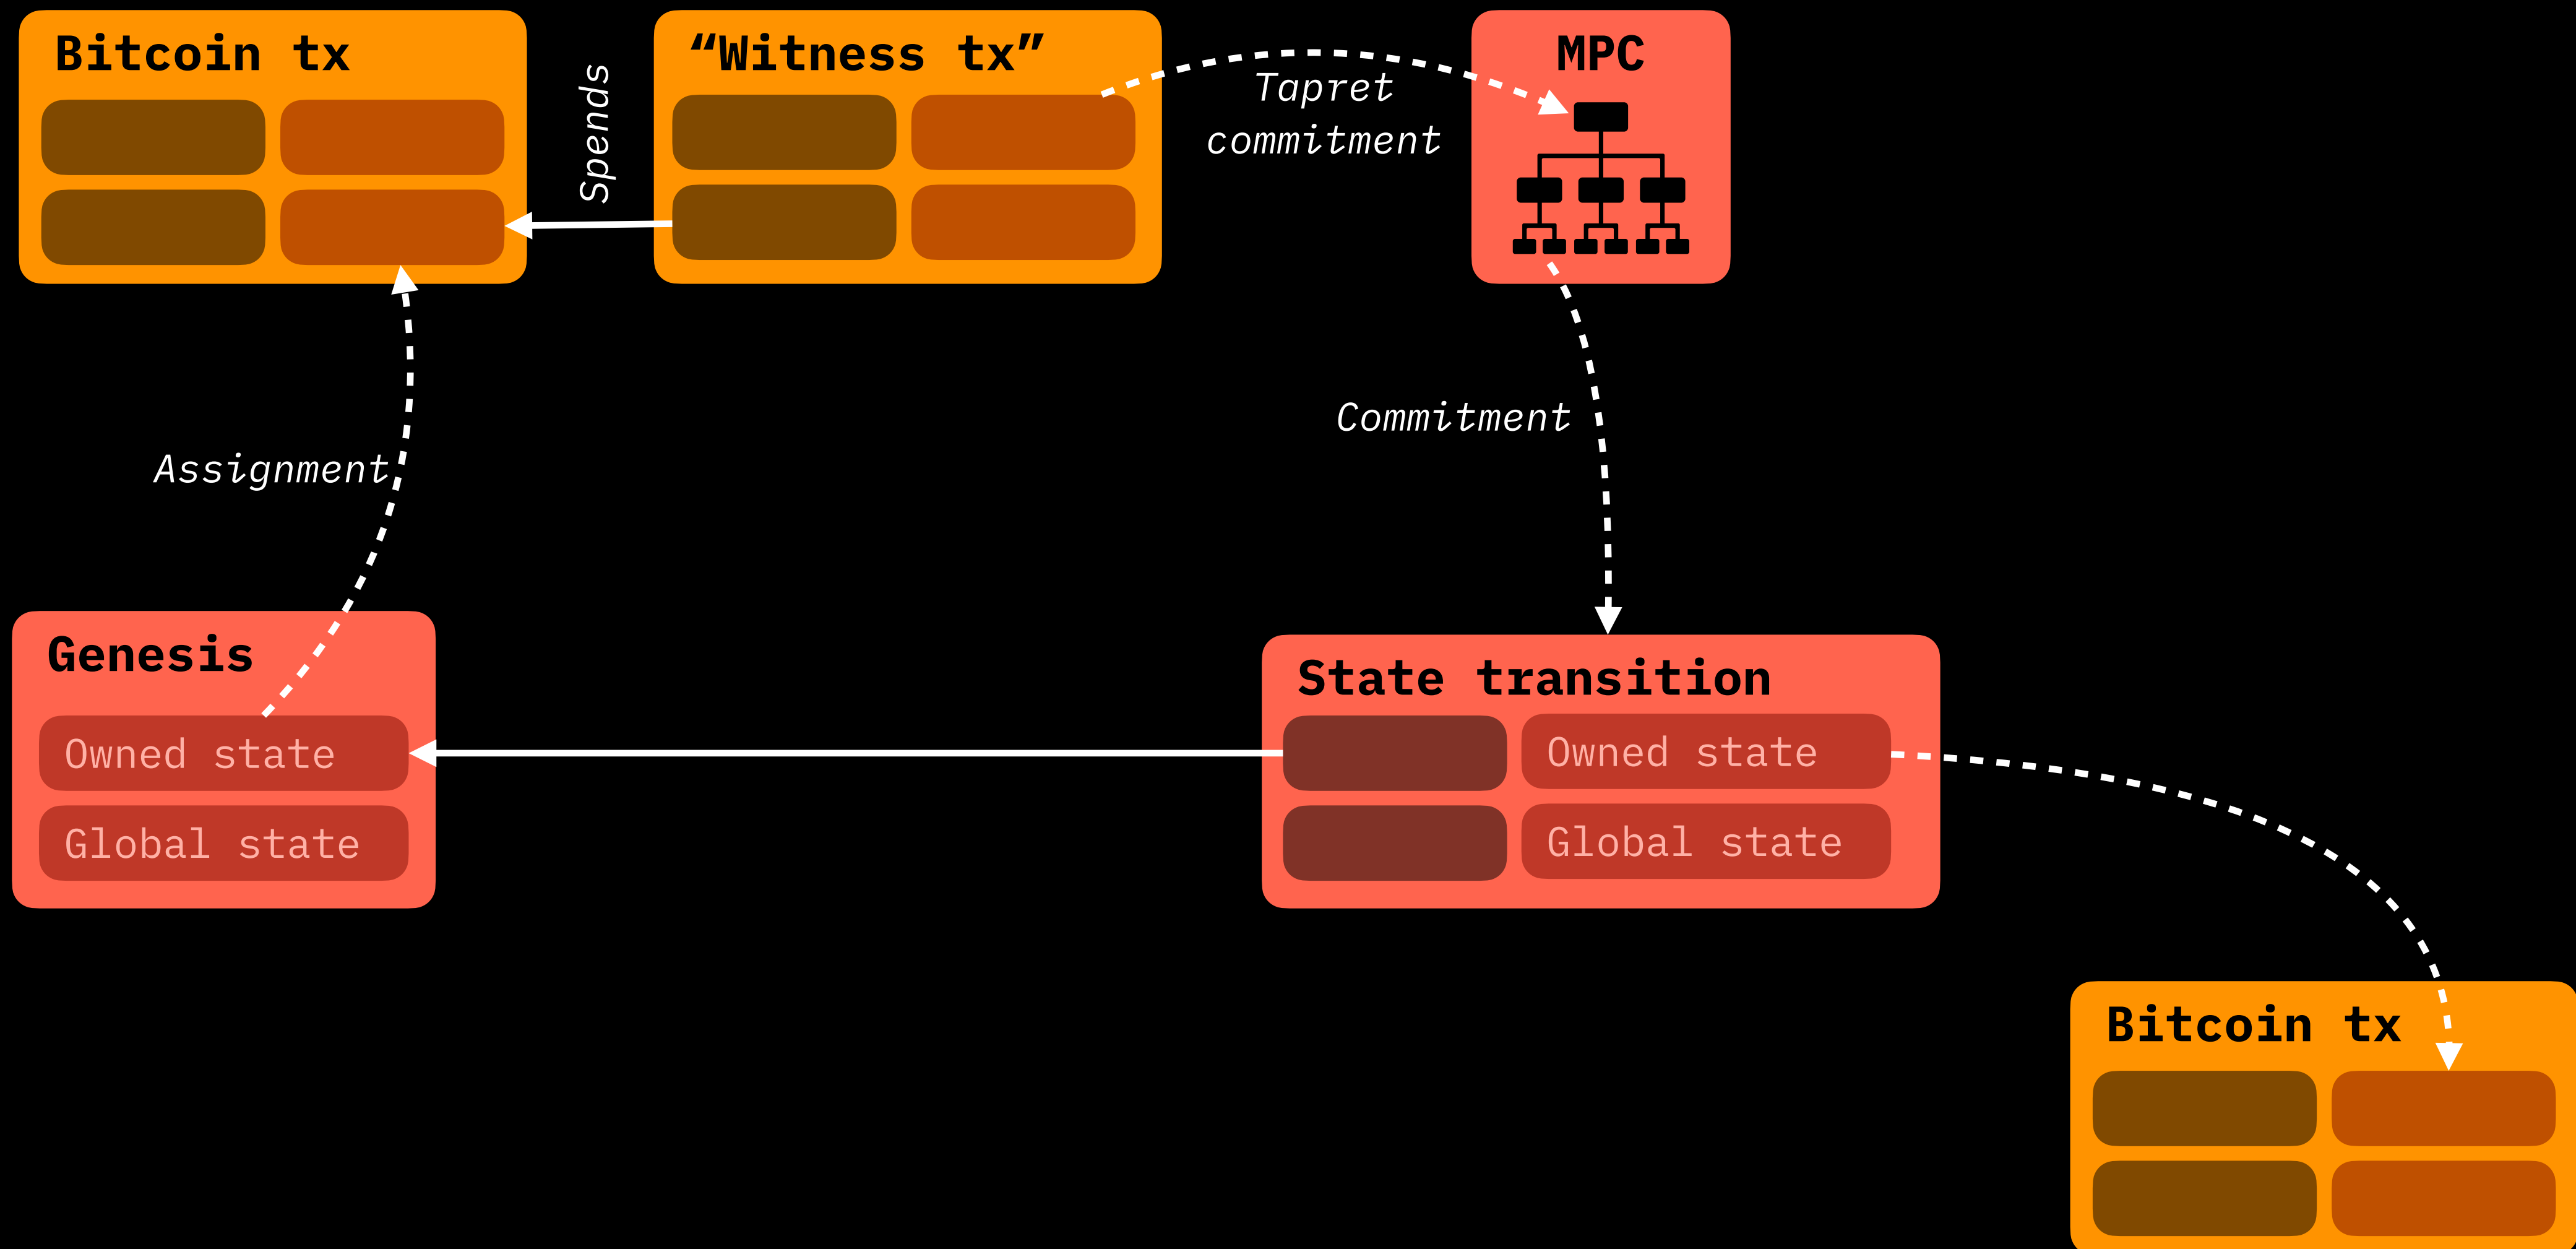 Bitcoin tx
Spends
“Witness tx”
Tapret
commitment
MPC
Assignment
Commitment
Genesis
Owned state
Global state
State transition
Owned state
Global state
Bitcoin tx